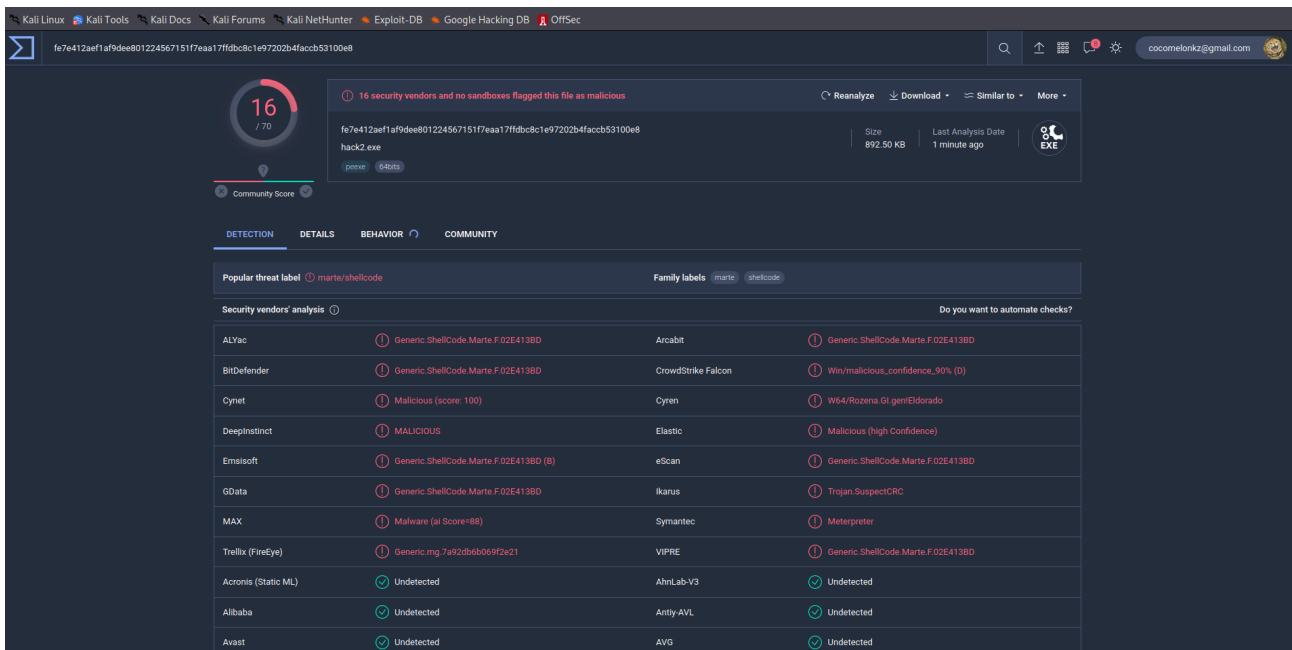 Kali Linux Kali Tools Kali Docs Kali Forums Kali NetHunter Exploit-DB Google Hacking DB OffSec
fe7e412aef1af9dee801224567151f7eaa17ffdbc8c1e97202b4faccb53100e8 cocomelonkz@gmail.com
16
/ 70
Community Score
16 security vendors and no sandboxes flagged this file as malicious Reanalyze Download Similar to More
fe7e412aef1af9dee801224567151f7eaa17ffdbc8c1e97202b4faccb53100e8
hack2.exe
peexe 64bits
Size
892.50 KB
Last Analysis Date
1 minute ago
EXE
DETECTION DETAILS BEHAVIOR COMMUNITY
Popular threat label marte/shellcode Family labels marte shellcode
Security vendors' analysis Do you want to automate checks?
ALYac Generic.ShellCode.Marte.F.02E413BD Arcabit Generic.ShellCode.Marte.F.02E413BD
BitDefender Generic.ShellCode.Marte.F.02E413BD CrowdStrike Falcon Win/malicious_confidence_90% (D)
Cynet Malicious (score: 100) Cyren W64/Rozena.GI.gen!Eldorado
DeepInstinct MALICIOUS Elastic Malicious (high Confidence)
Emsisoft Generic.ShellCode.Marte.F.02E413BD (B) eScan Generic.ShellCode.Marte.F.02E413BD
GData Generic.ShellCode.Marte.F.02E413BD Ikarus Trojan.SuspectCRC
MAX Malware (ai Score=88) Symantec Meterpreter
Trellix (FireEye) Generic.mg.7a92db6b069f2e21 VIPRE Generic.ShellCode.Marte.F.02E413BD
Acronis (Static ML) Undetected AhnLab-V3 Undetected
Alibaba Undetected Antiy-AVL Undetected
Avast Undetected AVG Undetected